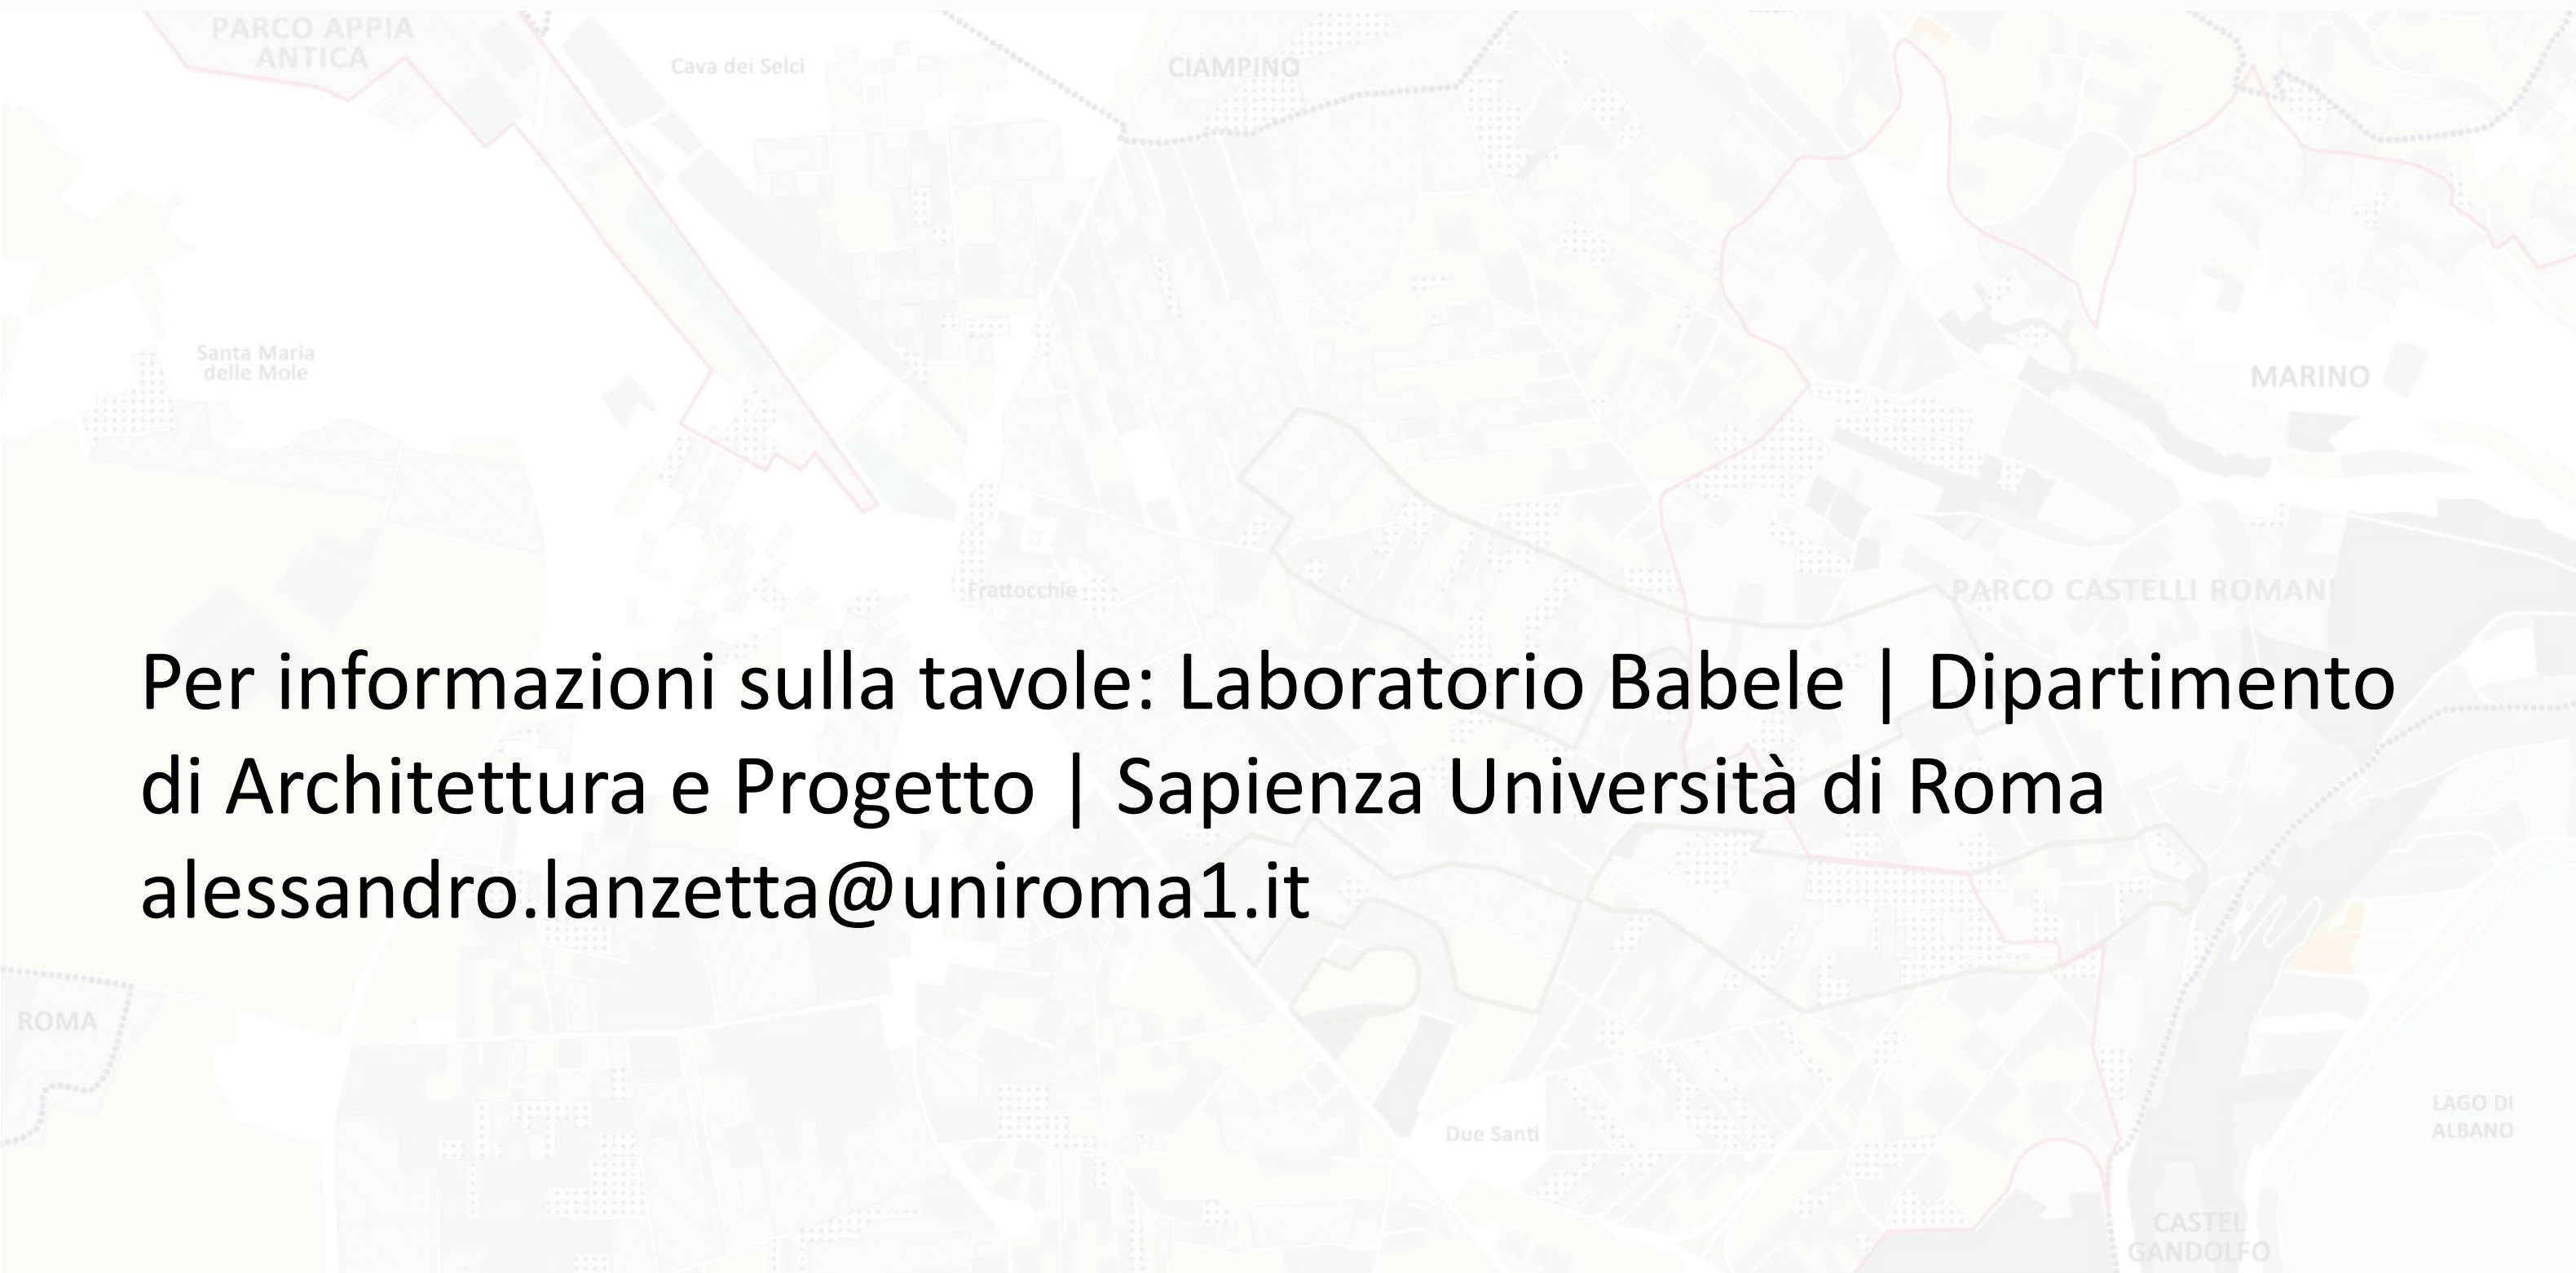 PARCO APPIA
ANTICA
Cava dei Selci
CIAMPINO
Santa Maria
delle Mole
MARINO
Frattocchie
PARCO CASTELLI ROMANI
Per informazioni sulla tavole: Laboratorio Babele | Dipartimento
di Architettura e Progetto | Sapienza Università di Roma
alessandro.lanzetta@uniroma1.it
ROMA
LAGO DI
ALBANO
Due Santi
CASTEL
GANDOLFO